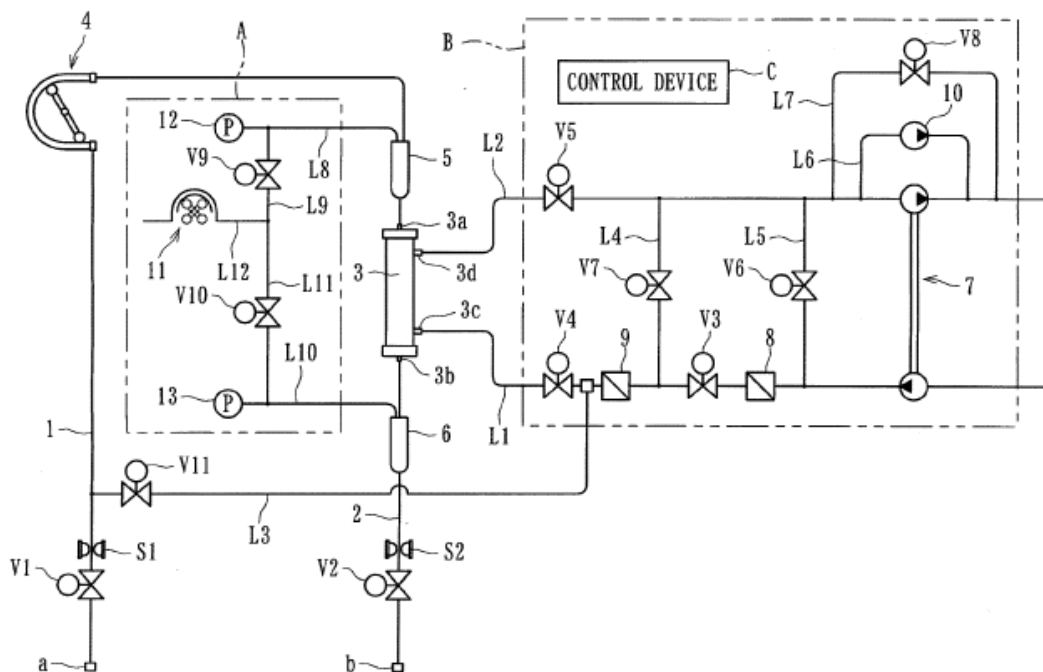 4
A
B
V8
CONTROL DEVICE
C
L7
10
12
P
L8
5
L2
V5
L6
V9
L9
3a
11
L12
3
3d
L4
L5
V7
V6
7
L11
V10
3c
V4
9
V3
8
L10
3b
13
P
L1
6
1
V11
L3
2
S1
S2
V1
V2
a
b